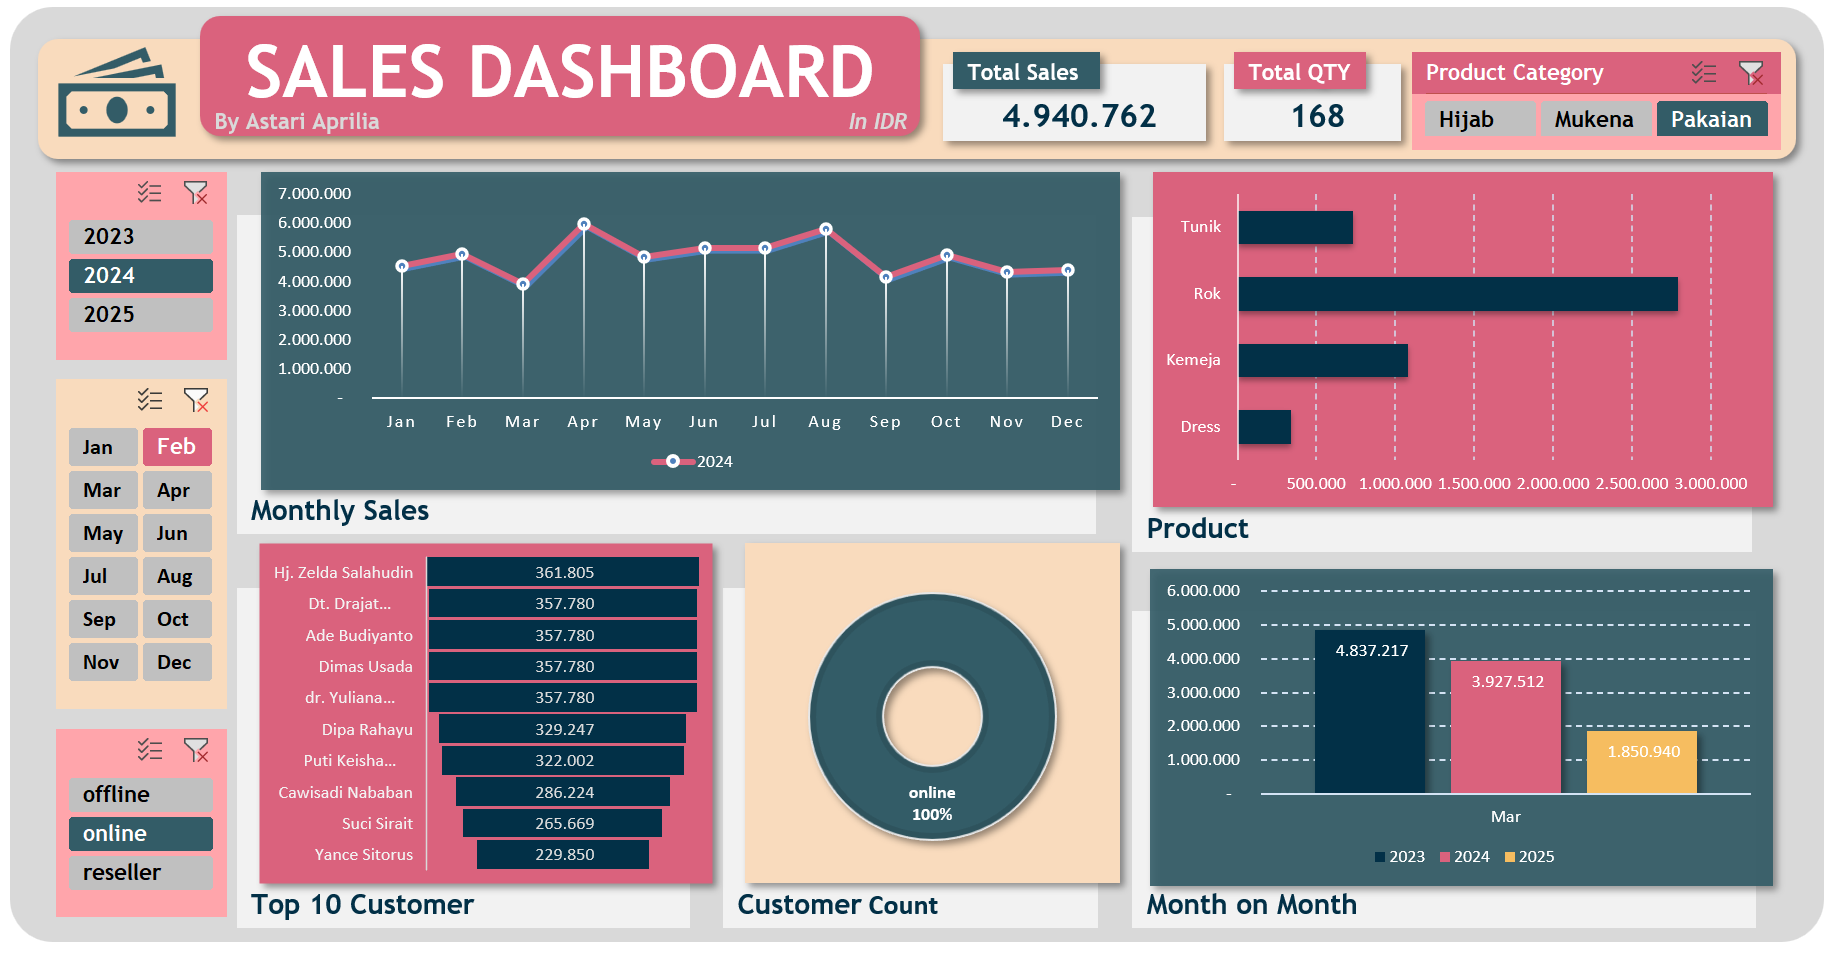 SALES DASHBOARD
By Astari Aprilia
In IDR
Total Sales
4.940.762
Total QTY
168
Product Category
Hijab
Mukena
Pakaian
2023
2024
2025
Jan
Feb
Mar
Apr
May
Jun
Jul
Aug
Sep
Oct
Nov
Dec
offline
online
reseller
7.000.000
6.000.000
5.000.000
4.000.000
3.000.000
2.000.000
1.000.000
-
Jan Feb Mar Apr May Jun Jul Aug Sep Oct Nov Dec
2024
Monthly Sales
Tunik
Rok
Kemeja
Dress
- 500.000 1.000.000 1.500.000 2.000.000 2.500.000 3.000.000
Product
Hj. Zelda Salahudin 361.805
Dt. Drajat... 357.780
Ade Budiyanto 357.780
Dimas Usada 357.780
dr. Yuliana... 357.780
Dipa Rahayu 329.247
Puti Keisha... 322.002
Cawisadi Nababan 286.224
Suci Sirait 265.669
Yance Sitorus 229.850
Top 10 Customer
online
100%
Customer Count
6.000.000
5.000.000
4.000.000
3.000.000
2.000.000
1.000.000
-
4.837.217
3.927.512
1.850.940
Mar
2023 2024 2025
Month on Month